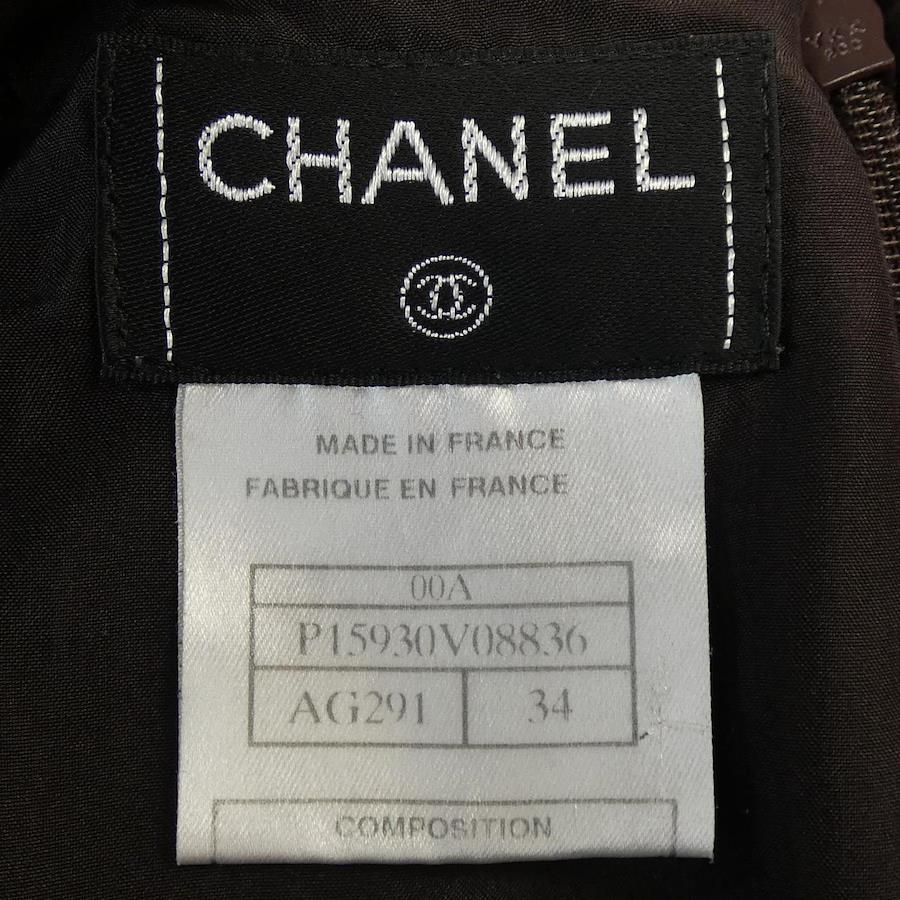 CHANEL
MADE IN FRANCE
FABRIQUE EN FRANCE
00A
P15930V08836
AG291 34
COMPOSITION